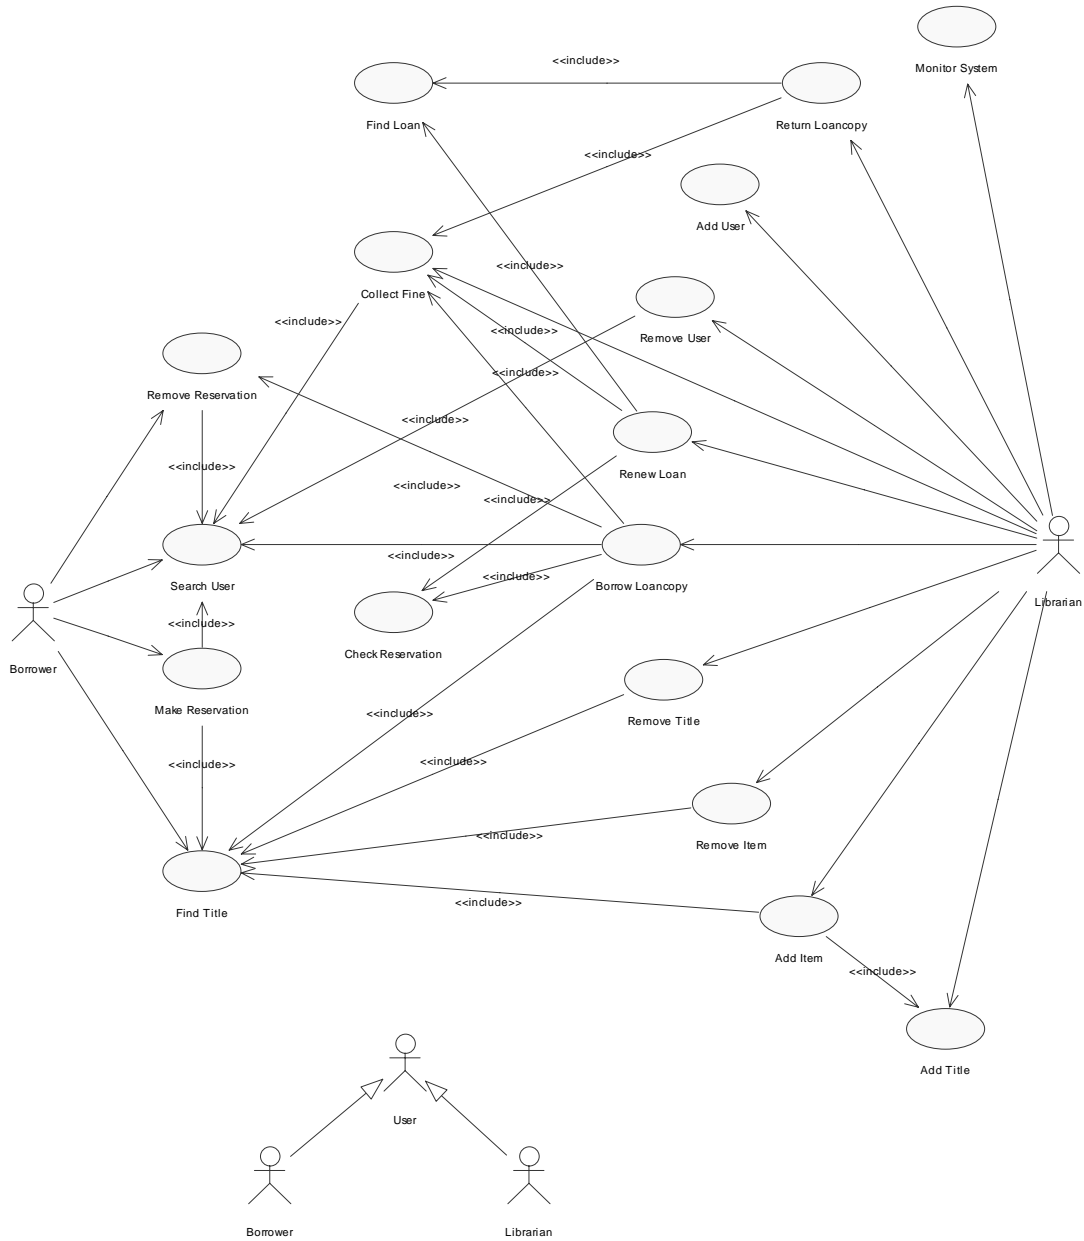 <<include>>
Monitor System
Find Loan
Return Loancopy
<<include>>
Add User
<<include>>
Collect Fine
<<include>>
<<include>>
Remove User
<<include>>
Remove Reservation
<<include>>
<<include>>
Renew Loan
<<include>>
<<include>>
<<include>>
Search User
<<include>>
Borrow Loancopy
Librarian
<<include>>
Check Reservation
Borrower
Make Reservation
<<include>>
Remove Title
<<include>>
<<include>>
<<include>>
Remove Item
<<include>>
Find Title
Add Item
<<include>>
Add Title
User
Borrower
Librarian